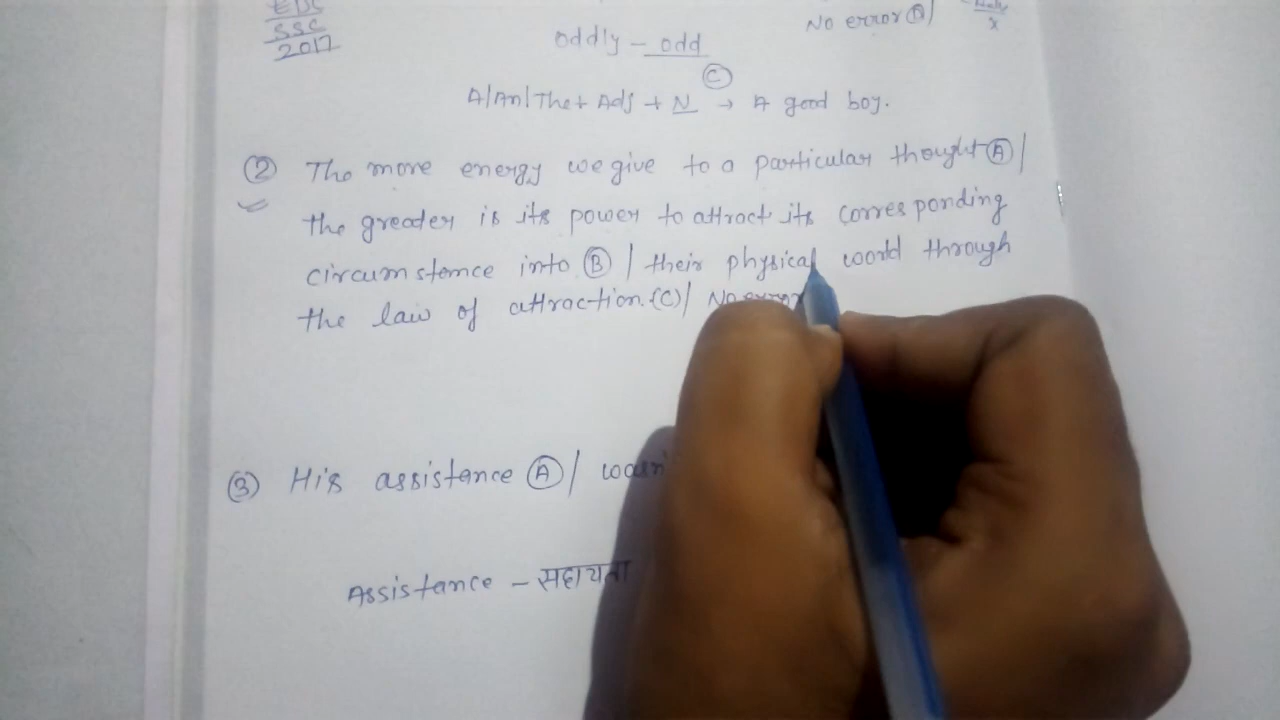 SSC
2017
No error (D)/
Oddly - odd
(C)
A/An/The + Adj + N → A good boy.
(2) The more energy we give to a particular thought (A) /
the greater is its power to attract its corresponding
circumstance into (B) / their physical world through
the law of attraction. (C) / No error
(3) His assistance (A) /
Assistance - सहायता